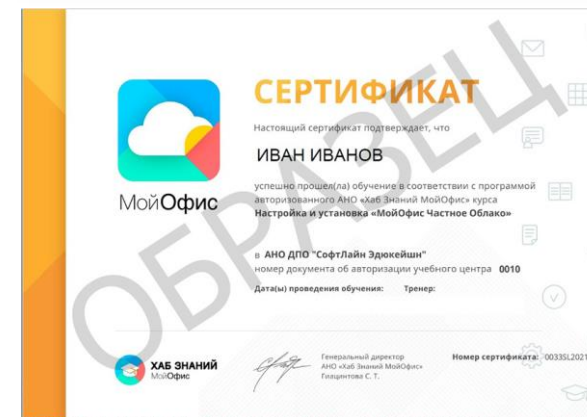 СЕРТИФИКАТ
Настоящий сертификат подтверждает, что
ИВАН ИВАНОВ
успешно прошел(ла) обучение в соответствии с программой
авторизованного АНО «Хаб Знаний МойОфис» курса
Настройка и установка «МойОфис Частное Облако»
МойОфис
в АНО ДПО "СофтЛайн Эдюкейшн"
номер документа об авторизации учебного центра 0010
Дата(ы) проведения обучения: Тренер:
ОБРАЗЕЦ
ХАБ ЗНАНИЙ
МойОфис
Генеральный директор
АНО «Хаб Знаний МойОфис»
Гиацинтова С. Т.
Номер сертификата: 0033SL2021